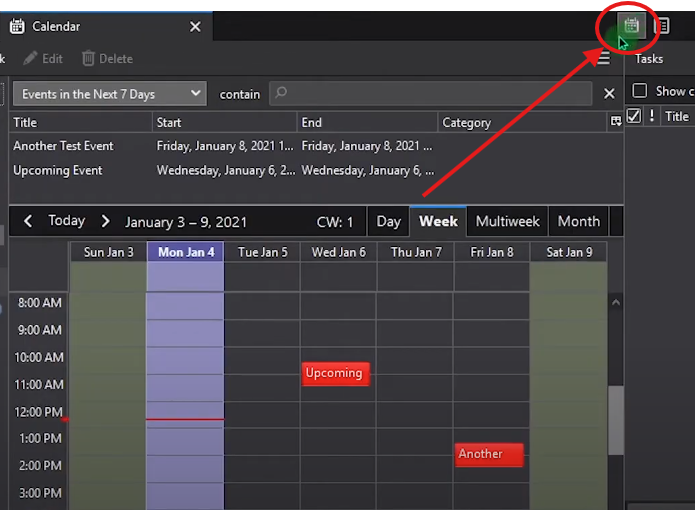 Calendar
k Edit Delete
Tasks
Events in the Next 7 Days contain
Show c
Title Start End Category
! Title
Another Test Event Friday, January 8, 2021 1... Friday, January 8, 2021 ...
Upcoming Event Wednesday, January 6, 2... Wednesday, January 6, ...
Today January 3 – 9, 2021 CW: 1 Day Week Multiweek Month
Sun Jan 3 Mon Jan 4 Tue Jan 5 Wed Jan 6 Thu Jan 7 Fri Jan 8 Sat Jan 9
8:00 AM
9:00 AM
10:00 AM
Upcoming
11:00 AM
12:00 PM
1:00 PM
Another
2:00 PM
3:00 PM